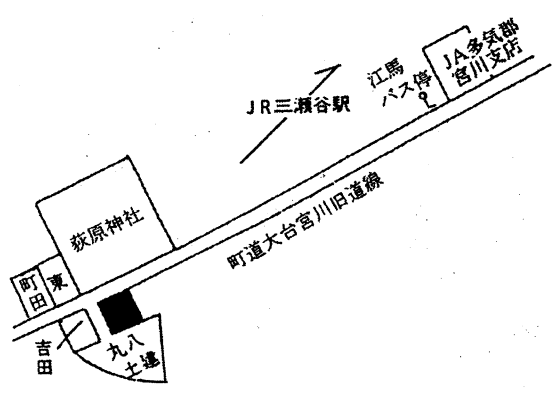 JA多気郡
宮川支店
江馬
バス停
JR三瀬谷駅
荻原神社
町道大台宮川旧道線
町田
東
吉田
丸八
土建